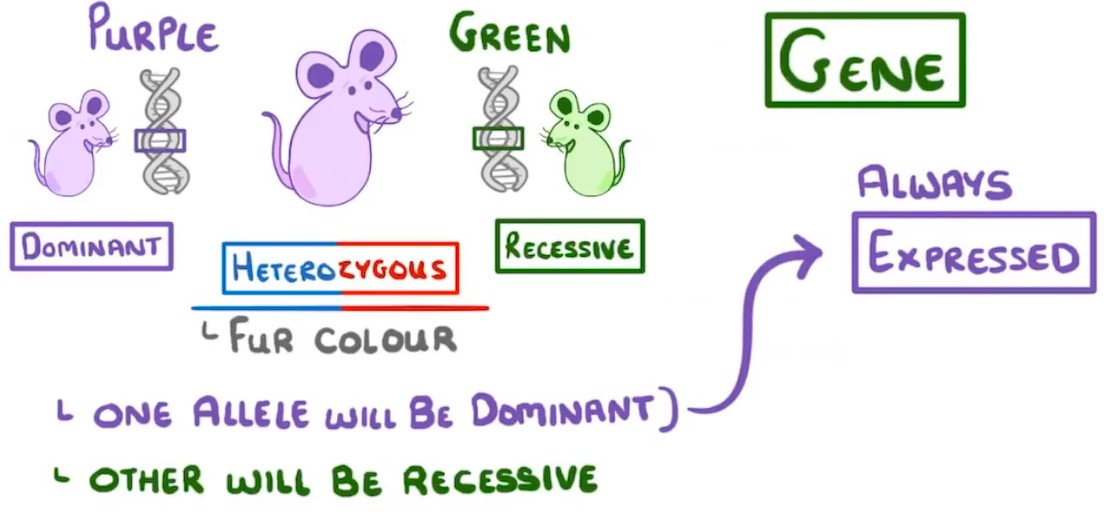 PURPLE
GREEN
GENE
DOMINANT
HETEROZYGOUS
RECESSIVE
ALWAYS
EXPRESSED
└ FUR COLOUR
└ ONE ALLELE WILL BE DOMINANT)
└ OTHER WILL BE RECESSIVE